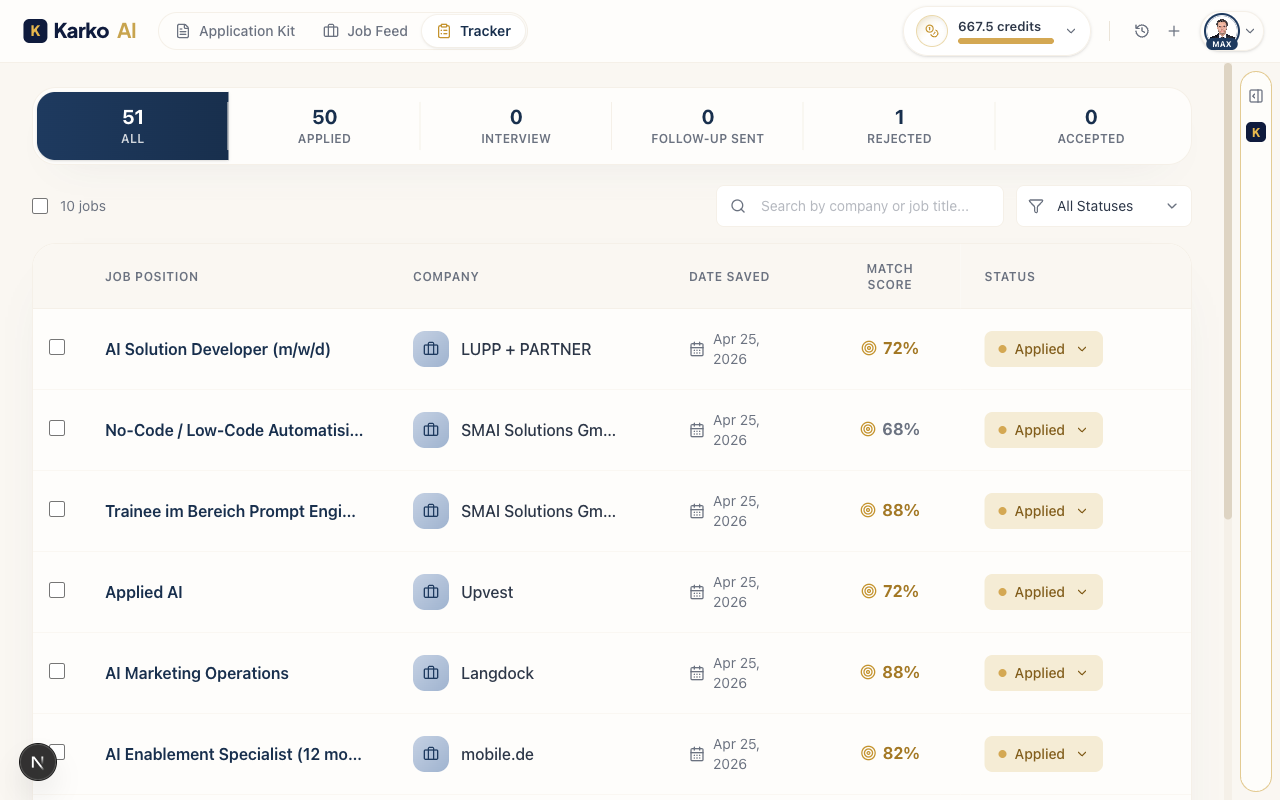 K Karko AI
Application Kit
Job Feed
Tracker
667.5 credits
MAX
51
ALL
50
APPLIED
0
INTERVIEW
0
FOLLOW-UP SENT
1
REJECTED
0
ACCEPTED
K
10 jobs
Search by company or job title...
All Statuses
JOB POSITION
COMPANY
DATE SAVED
MATCH
SCORE
STATUS
AI Solution Developer (m/w/d)
LUPP + PARTNER
Apr 25,
2026
72%
Applied
No-Code / Low-Code Automatisi...
SMAI Solutions Gm...
Apr 25,
2026
68%
Applied
Trainee im Bereich Prompt Engi...
SMAI Solutions Gm...
Apr 25,
2026
88%
Applied
Applied AI
Upvest
Apr 25,
2026
72%
Applied
AI Marketing Operations
Langdock
Apr 25,
2026
88%
Applied
AI Enablement Specialist (12 mo...
mobile.de
Apr 25,
2026
82%
Applied
N